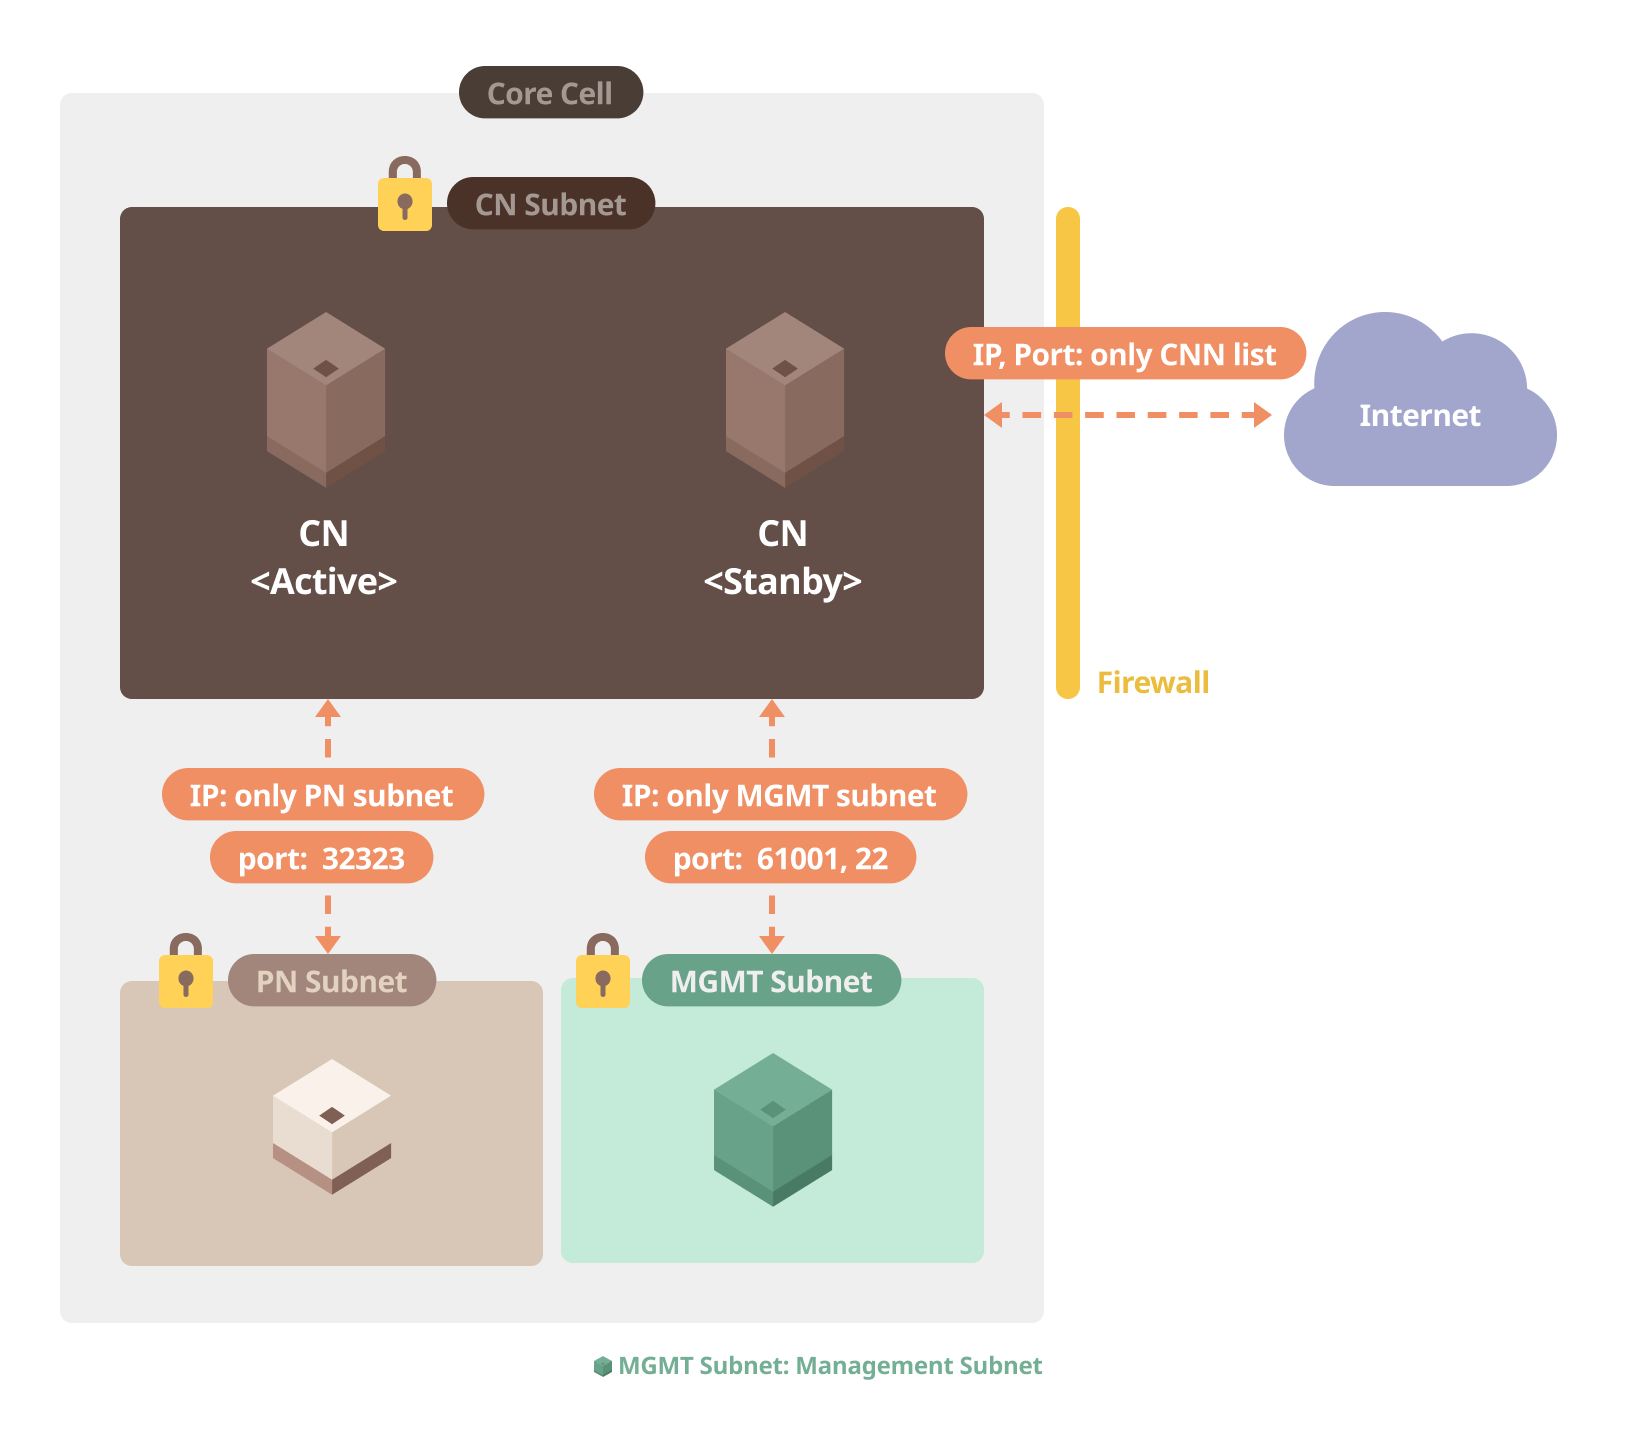 Core Cell
CN Subnet
IP, Port: only CNN list
Internet
CN
<Active>
CN
<Stanby>
Firewall
IP: only PN subnet
port:  32323
IP: only MGMT subnet
port:  61001, 22
PN Subnet
MGMT Subnet
MGMT Subnet: Management Subnet